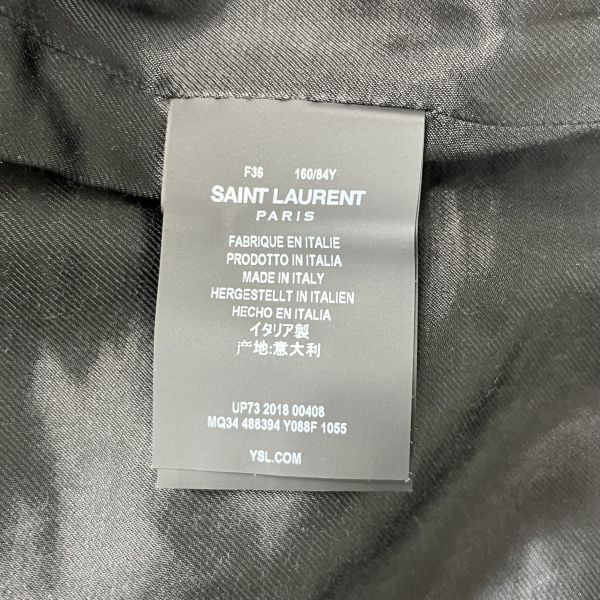 F36 160/84Y
SAINT LAURENT
PARIS
FABRIQUE EN ITALIE
PRODOTTO IN ITALIA
MADE IN ITALY
HERGESTELLT IN ITALIEN
HECHO EN ITALIA
イタリア製
产地:意大利
UP73 2018 00408
MQ34 488394 Y088F 1055
YSL.COM